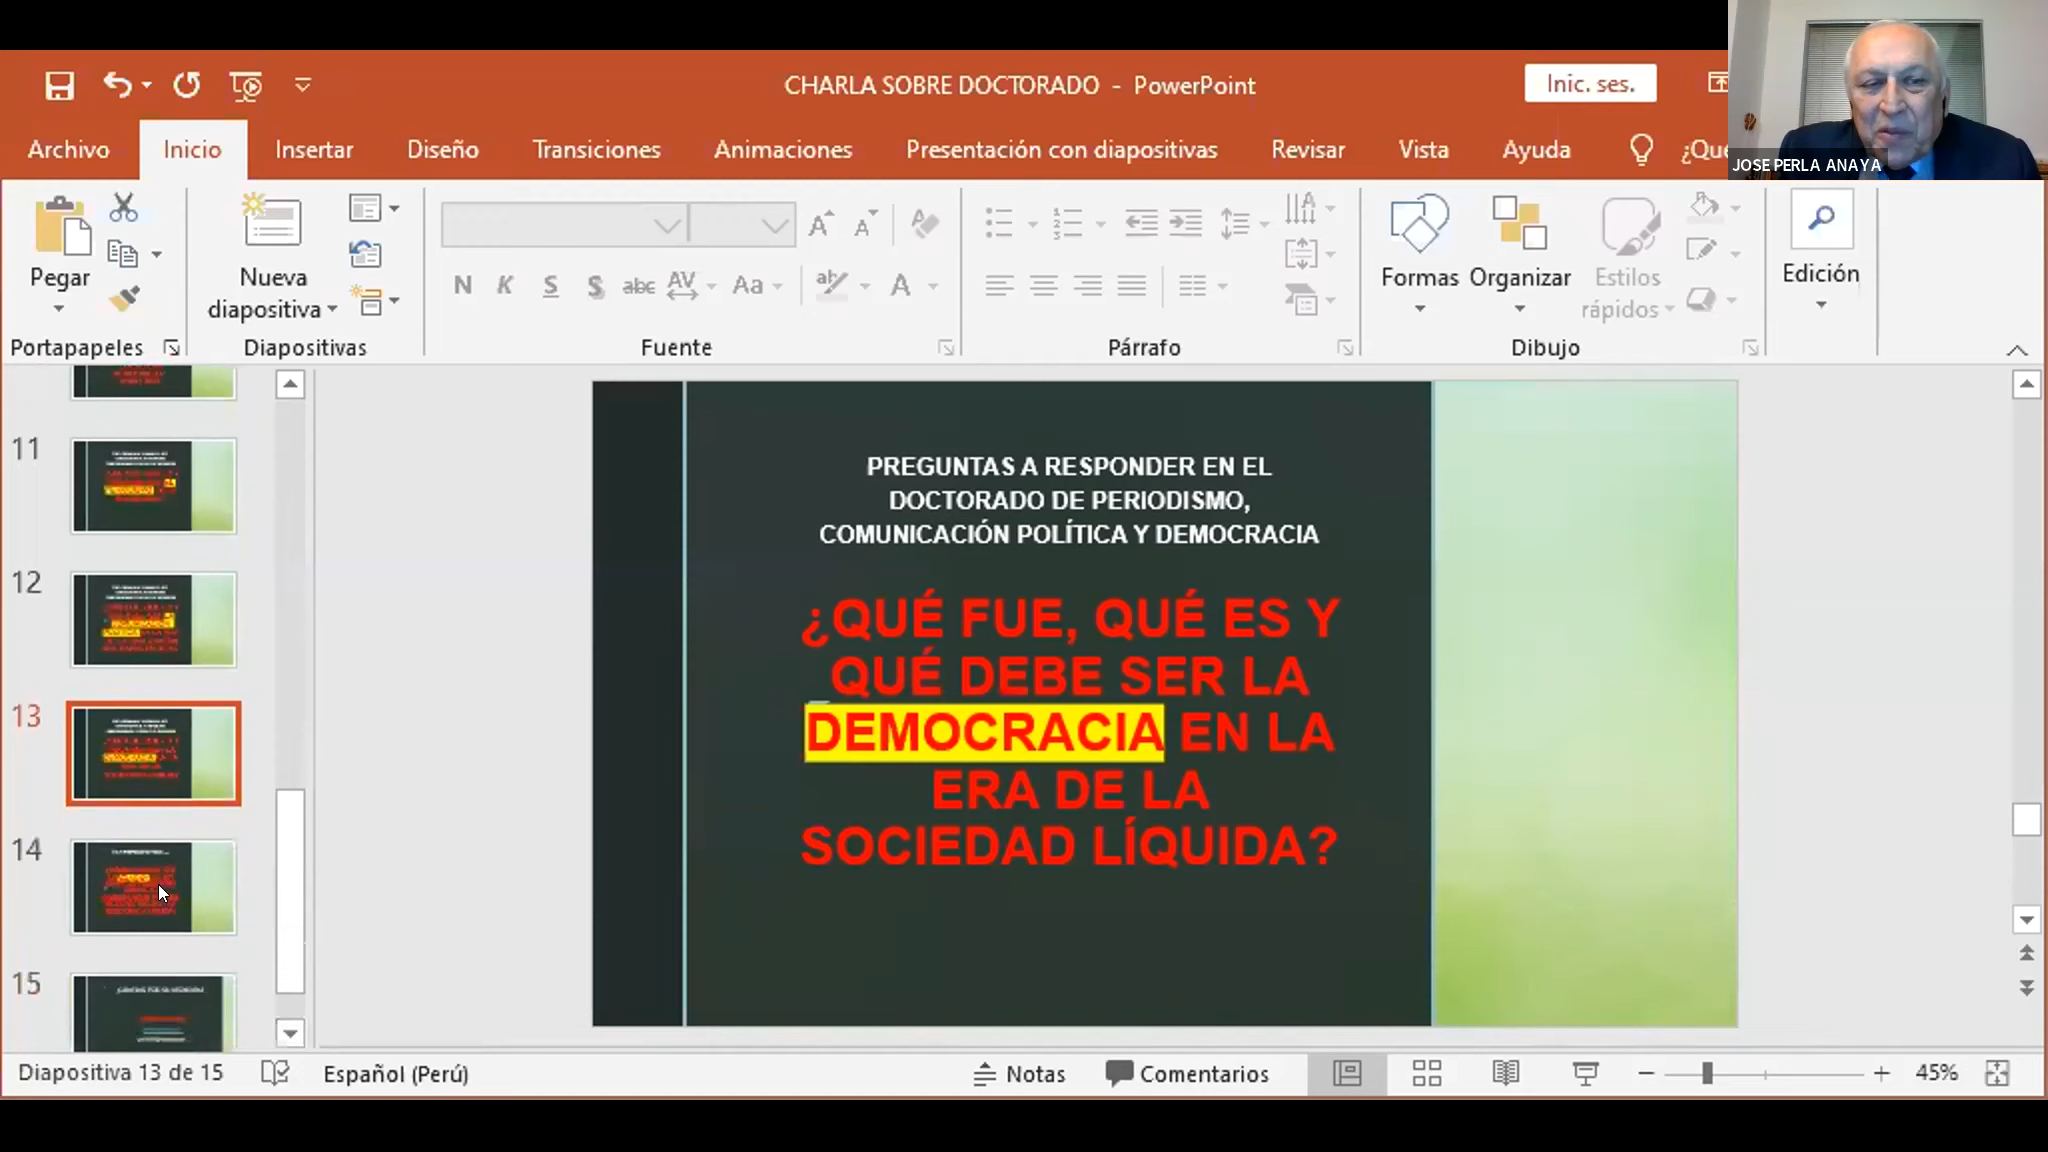 CHARLA SOBRE DOCTORADO - PowerPoint
Inic. ses.
Archivo
Inicio
Insertar
Diseño
Transiciones
Animaciones
Presentación con diapositivas
Revisar
Vista
Ayuda
JOSE PERLA ANAYA
Pegar
Nueva
diapositiva
N K S S abc AV Aa
Formas
Organizar
Estilos
rápidos
Edición
Portapapeles
Diapositivas
Fuente
Párrafo
Dibujo
11
12
13
14
15
PREGUNTAS A RESPONDER EN EL
DOCTORADO DE PERIODISMO,
COMUNICACIÓN POLÍTICA Y DEMOCRACIA
¿QUÉ FUE, QUÉ ES Y
QUÉ DEBE SER LA
DEMOCRACIA EN LA
ERA DE LA
SOCIEDAD LÍQUIDA?
Diapositiva 13 de 15
Español (Perú)
Notas
Comentarios
45%